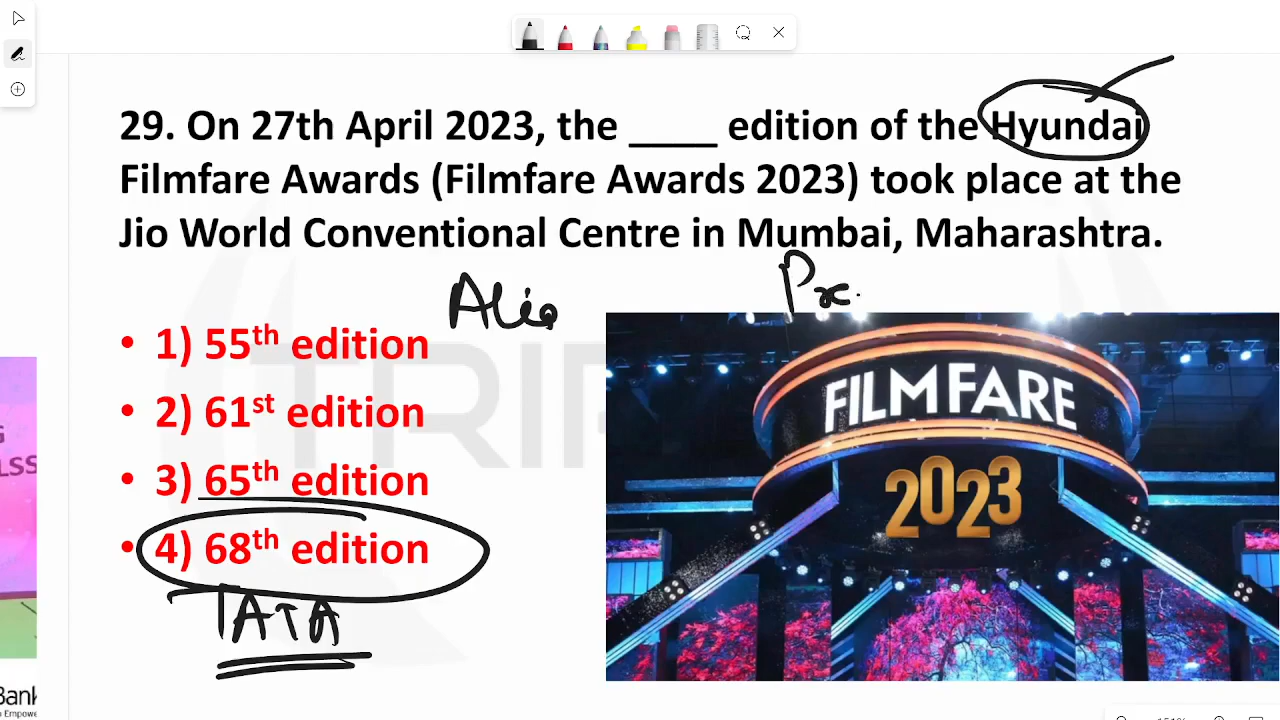 29. On 27th April 2023, the ____ edition of the Hyundai
Filmfare Awards (Filmfare Awards 2023) took place at the
Jio World Conventional Centre in Mumbai, Maharashtra.
Alia
• 1) 55th edition
• 2) 61st edition
• 3) 65th edition
• 4) 68th edition
TATA
FILMFARE
2023
TRI
Bank